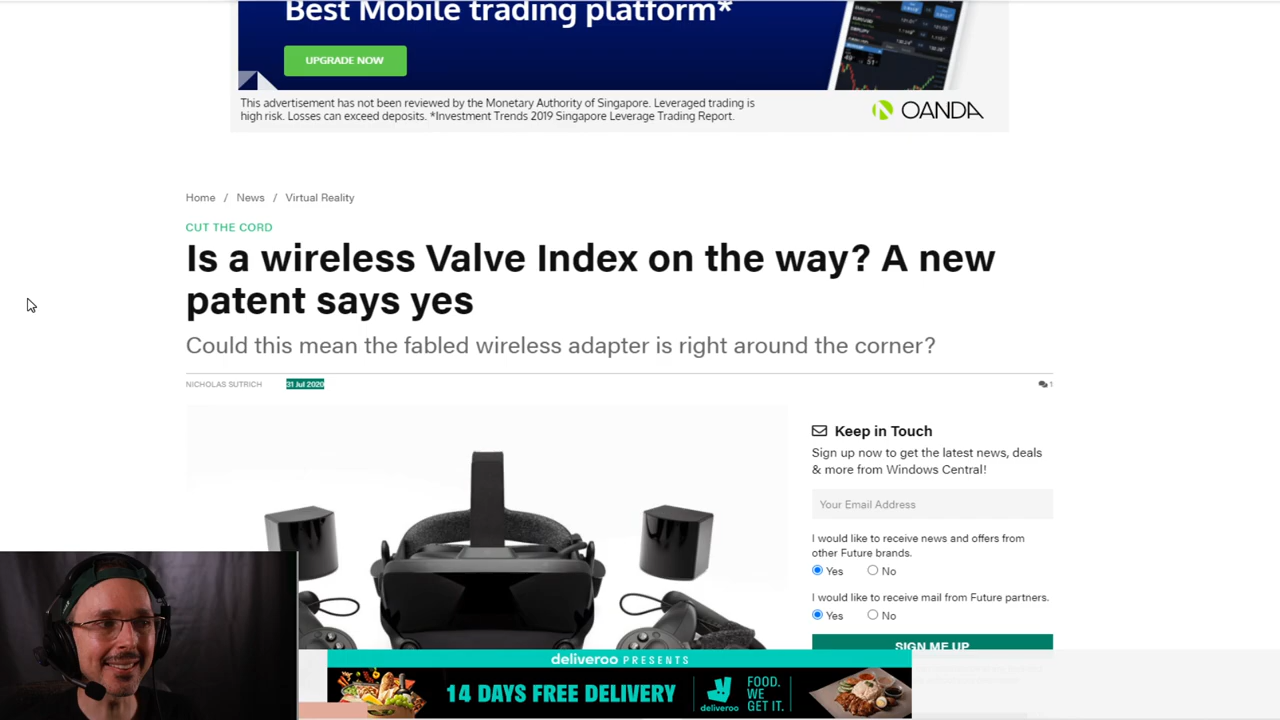 Best Mobile trading platform*
UPGRADE NOW
This advertisement has not been reviewed by the Monetary Authority of Singapore. Leveraged trading is
high risk. Losses can exceed deposits. *Investment Trends 2019 Singapore Leverage Trading Report.
OANDA
Home / News / Virtual Reality
CUT THE CORD
Is a wireless Valve Index on the way? A new
patent says yes
Could this mean the fabled wireless adapter is right around the corner?
NICHOLAS SUTRICH 31 Jul 2020 1
Keep in Touch
Sign up now to get the latest news, deals
& more from Windows Central!
Your Email Address
I would like to receive news and offers from
other Future brands.
Yes No
I would like to receive mail from Future partners.
Yes No
SIGN ME UP
deliveroo PRESENTS
14 DAYS FREE DELIVERY
deliveroo
FOOD.
WE
GET IT.